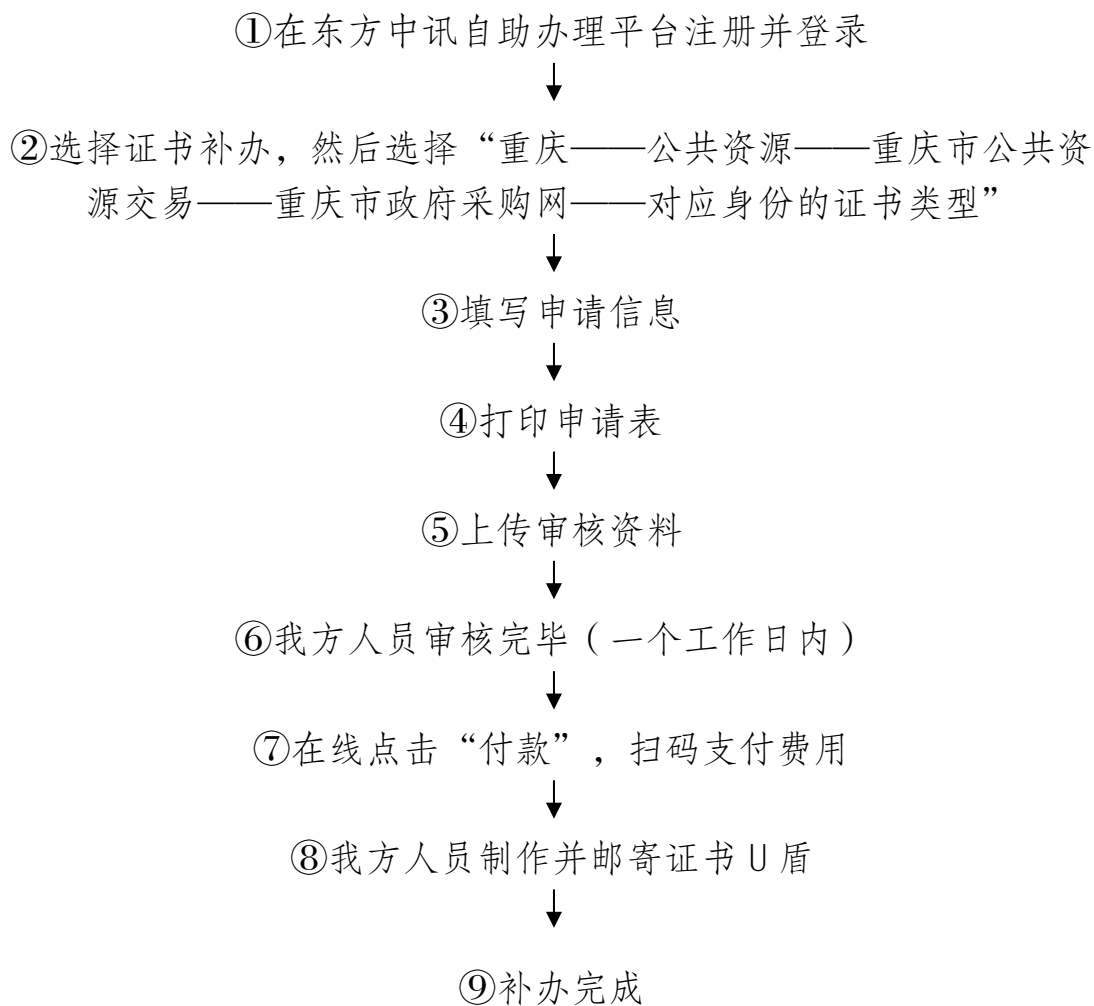 ①在东方中讯自助办理平台注册并登录
②选择证书补办，然后选择“重庆——公共资源——重庆市公共资
源交易——重庆市政府采购网——对应身份的证书类型”
③填写申请信息
④打印申请表
⑤上传审核资料
⑥我方人员审核完毕（一个工作日内）
⑦在线点击“付款”，扫码支付费用
⑧我方人员制作并邮寄证书U盾
⑨补办完成